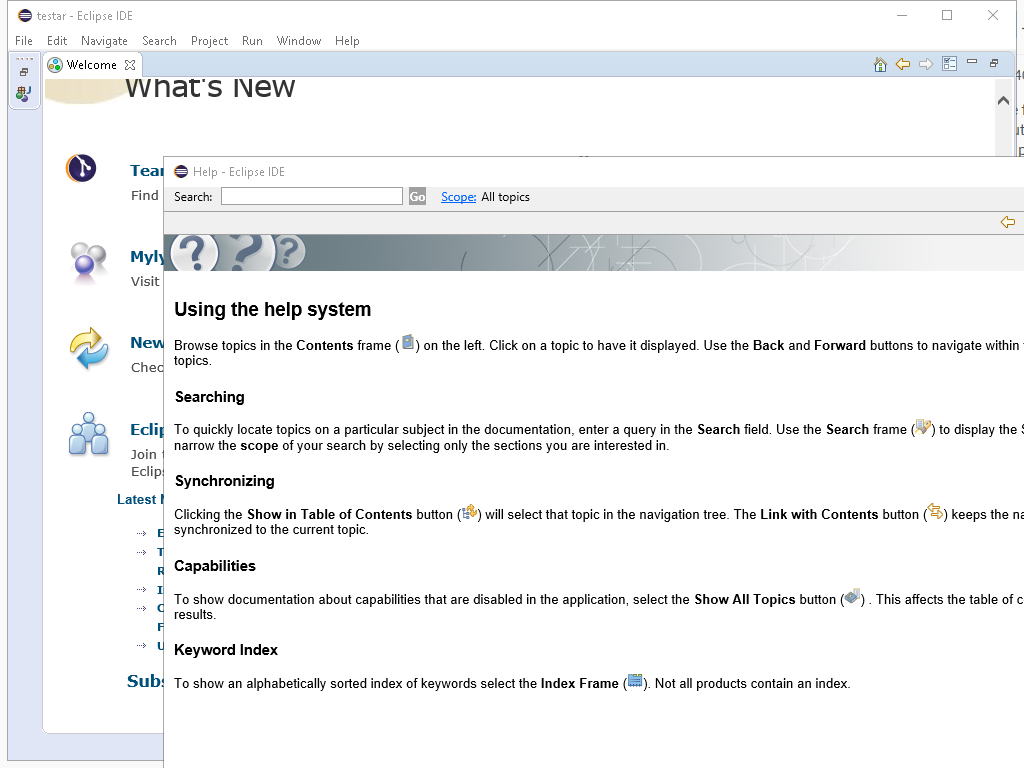 testar - Eclipse IDE
File Edit Navigate Search Project Run Window Help
Welcome
What's New
Help - Eclipse IDE
Find
Search: Go Scope: All topics
Visit
Using the help system
New
Browse topics in the Contents frame ( ) on the left. Click on a topic to have it displayed. Use the Back and Forward buttons to navigate within
topics.
Searching
To quickly locate topics on a particular subject in the documentation, enter a query in the Search field. Use the Search frame ( ) to display the S
narrow the scope of your search by selecting only the sections you are interested in.
Join
Synchronizing
Latest
Clicking the Show in Table of Contents button ( ) will select that topic in the navigation tree. The Link with Contents button ( ) keeps the na
synchronized to the current topic.
Capabilities
To show documentation about capabilities that are disabled in the application, select the Show All Topics button ( ) . This affects the table of c
results.
Keyword Index
Subs
To show an alphabetically sorted index of keywords select the Index Frame ( ). Not all products contain an index.